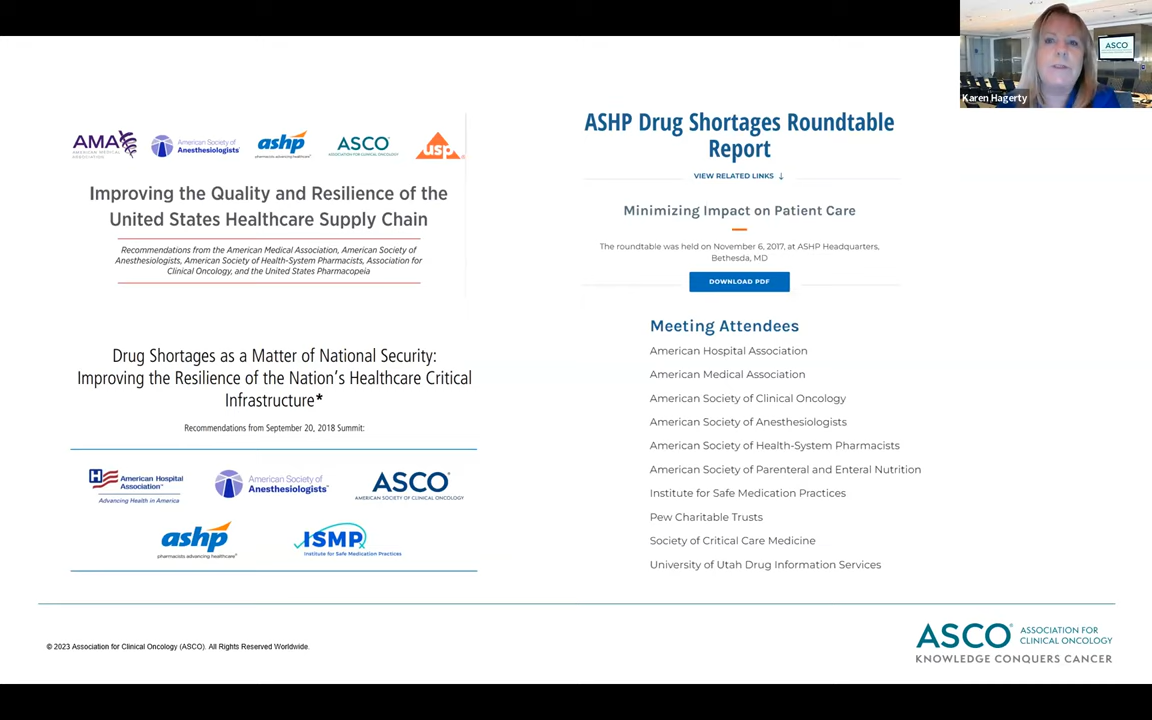 ASCO
Karen Hagerty
AMA
AMERICAN MEDICAL
ASSOCIATION
American Society of
Anesthesiologists®
ashp
pharmacists advancing healthcare®
ASCO®
ASSOCIATION FOR CLINICAL ONCOLOGY
usp®
Improving the Quality and Resilience of the
United States Healthcare Supply Chain
Recommendations from the American Medical Association, American Society of
Anesthesiologists, American Society of Health-System Pharmacists, Association for
Clinical Oncology, and the United States Pharmacopeia
Drug Shortages as a Matter of National Security:
Improving the Resilience of the Nation's Healthcare Critical
Infrastructure*
Recommendations from September 20, 2018 Summit:
H American Hospital
Association™
Advancing Health in America
American Society of
Anesthesiologists®
ASCO®
AMERICAN SOCIETY OF CLINICAL ONCOLOGY
ashp
pharmacists advancing healthcare®
ISMP
Institute for Safe Medication Practices
ASHP Drug Shortages Roundtable
Report
VIEW RELATED LINKS ↓
Minimizing Impact on Patient Care
The roundtable was held on November 6, 2017, at ASHP Headquarters,
Bethesda, MD
DOWNLOAD PDF
Meeting Attendees
American Hospital Association
American Medical Association
American Society of Clinical Oncology
American Society of Anesthesiologists
American Society of Health-System Pharmacists
American Society of Parenteral and Enteral Nutrition
Institute for Safe Medication Practices
Pew Charitable Trusts
Society of Critical Care Medicine
University of Utah Drug Information Services
© 2023 Association for Clinical Oncology (ASCO). All Rights Reserved Worldwide.
ASCO® ASSOCIATION FOR
CLINICAL ONCOLOGY
KNOWLEDGE CONQUERS CANCER